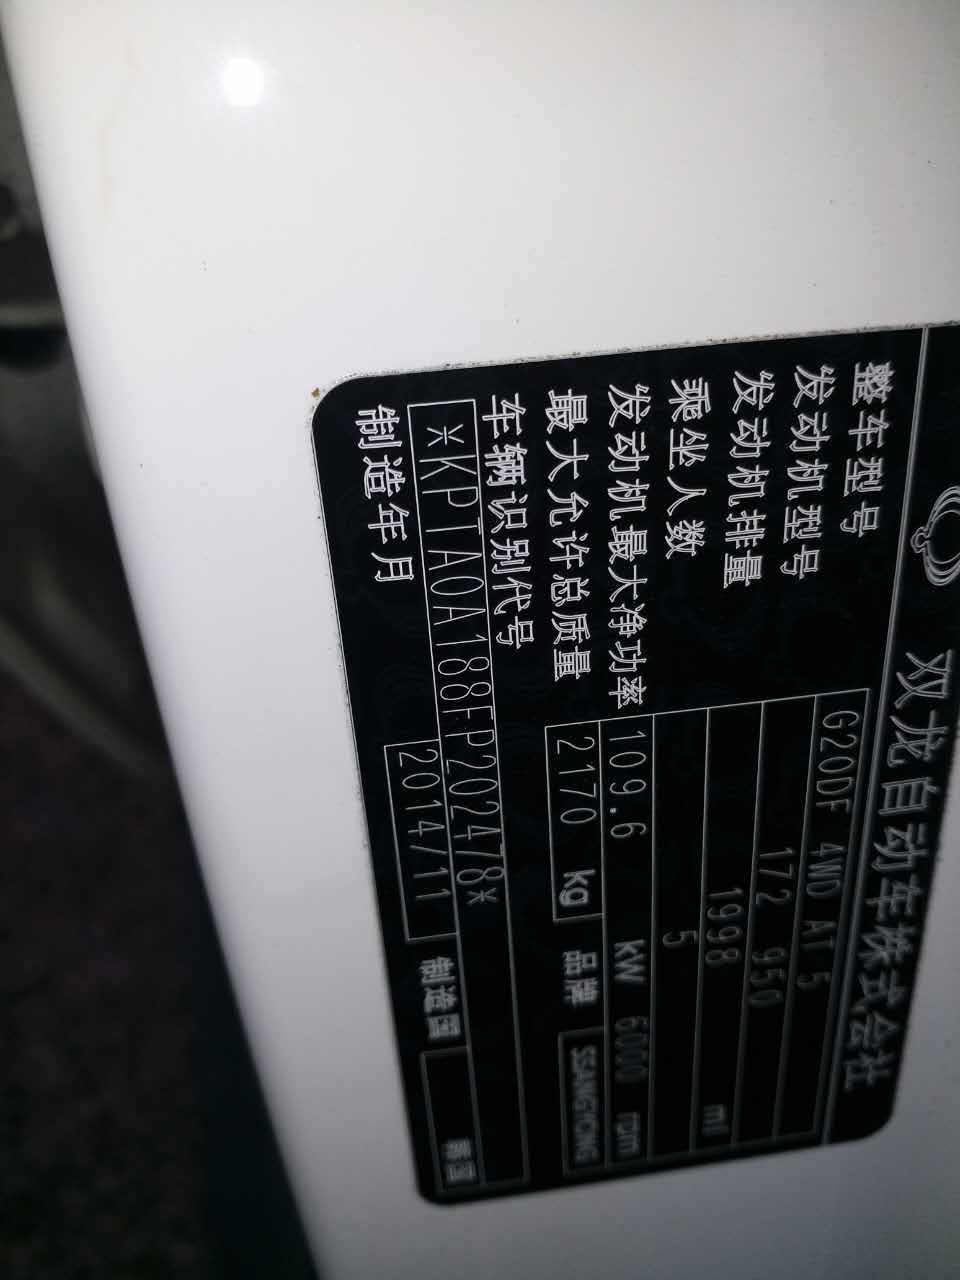 双龙自动车株式会社
整车型号 G20DF 4WD AT 5
发动机型号 172 950
发动机排量 1998 ml
乘坐人数 5
发动机最大净功率 109.6 KW 6000 rpm
最大允许总质量 2170 kg 品牌 SSANGYONG
车辆识别代号
*KPTA0A188FP202478*
制造年月 2014/11 制造国 韩国